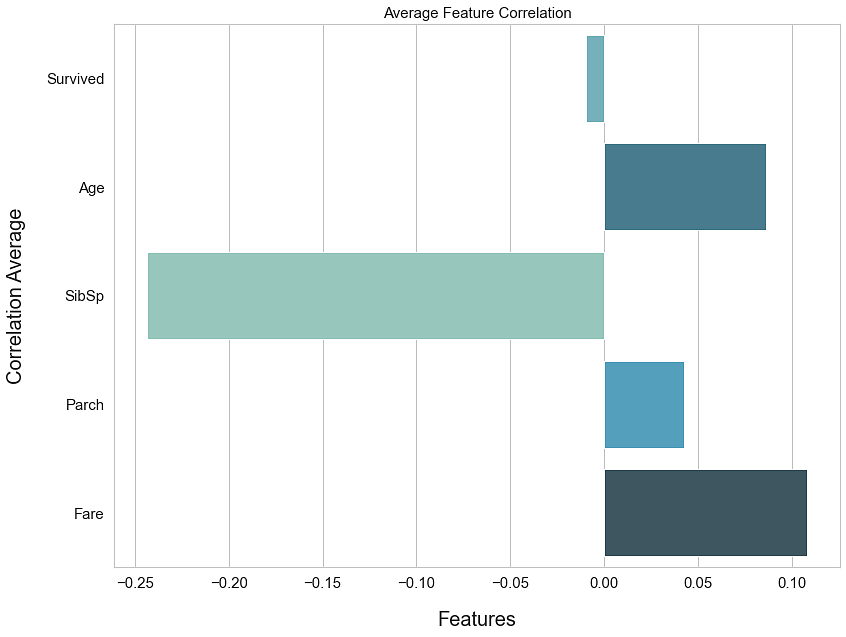 Average Feature Correlation
Survived
Age
SibSp
Parch
Fare
Correlation Average
−0.25 −0.20 −0.15 −0.10 −0.05 0.00 0.05 0.10
Features